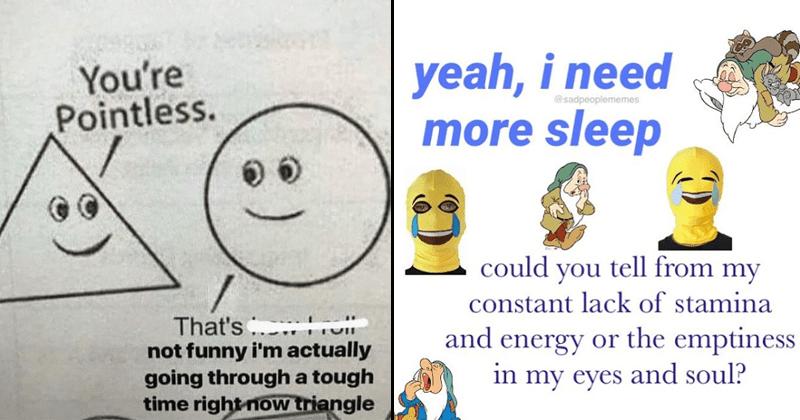 You're
Pointless.
That's how I roll
not funny i'm actually
going through a tough
time right now triangle
yeah, i need
@sadpeoplememes
more sleep
could you tell from my
constant lack of stamina
and energy or the emptiness
in my eyes and soul?